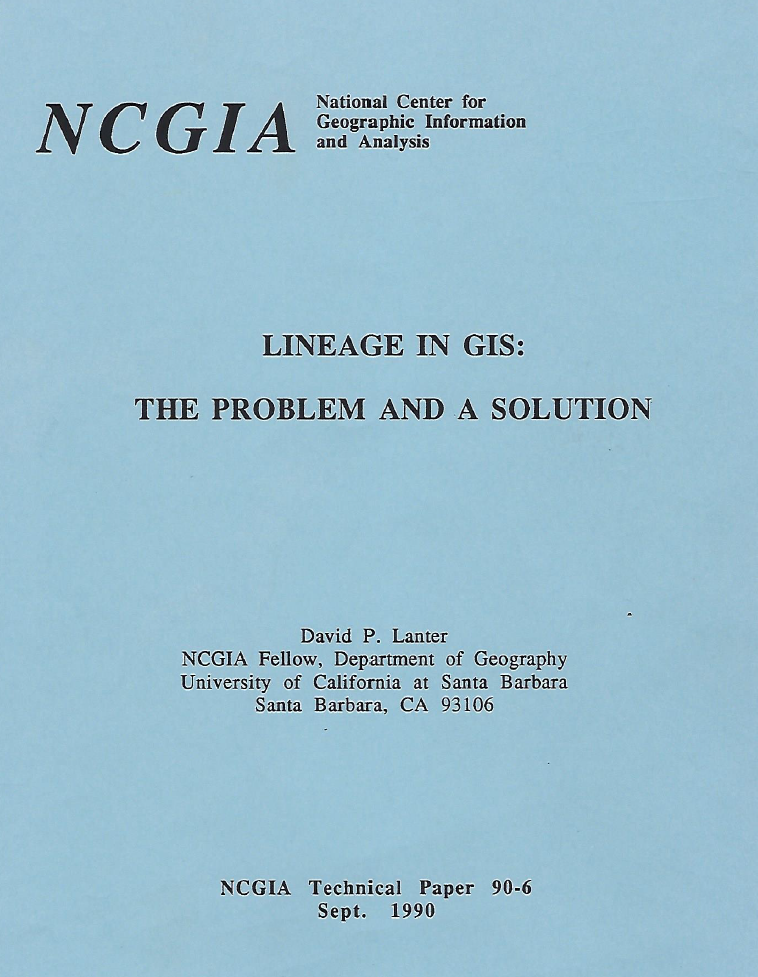 NCGIA
National Center for
Geographic Information
and Analysis
LINEAGE IN GIS:
THE PROBLEM AND A SOLUTION
David P. Lanter
NCGIA Fellow, Department of Geography
University of California at Santa Barbara
Santa Barbara, CA 93106
NCGIA Technical Paper 90-6
Sept. 1990